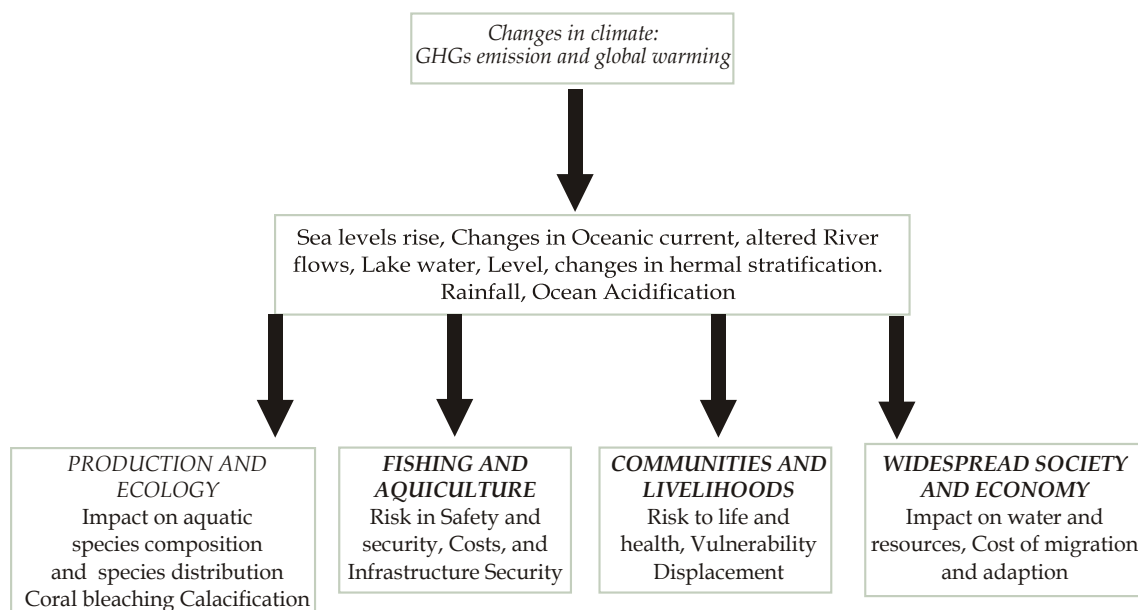 Changes in climate:
GHGs emission and global warming
Sea levels rise, Changes in Oceanic current, altered River
flows, Lake water, Level, changes in hermal stratification.
Rainfall, Ocean Acidification
PRODUCTION AND
ECOLOGY
Impact on aquatic
species composition
and species distribution
Coral bleaching Calacification
FISHING AND
AQUICULTURE
Risk in Safety and
security, Costs, and
Infrastructure Security
COMMUNITIES AND
LIVELIHOODS
Risk to life and
health, Vulnerability
Displacement
WIDESPREAD SOCIETY
AND ECONOMY
Impact on water and
resources, Cost of migration
and adaption